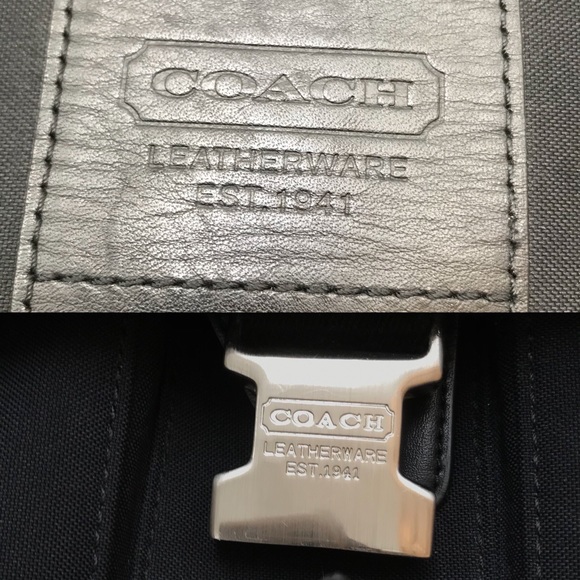 COACH
LEATHERWARE
EST. 1941
COACH
LEATHERWARE
EST. 1941